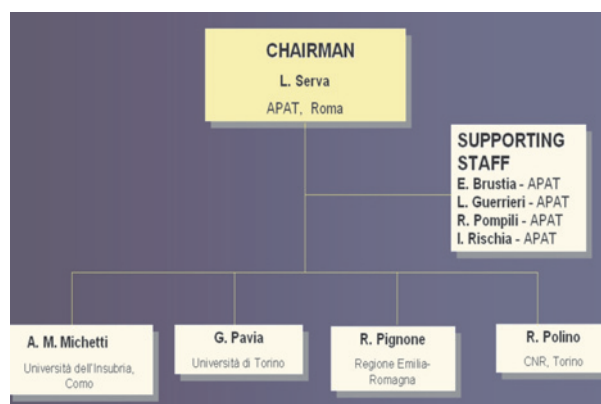 CHAIRMAN
L. Serva
APAT, Roma
SUPPORTING
STAFF
E. Brustia - APAT
L. Guerrieri - APAT
R. Pompili - APAT
I. Rischia - APAT
A. M. Michetti
Università dell'Insubria,
Como
G. Pavia
Università di Torino
R. Pignone
Regione Emilia-
Romagna
R. Polino
CNR, Torino